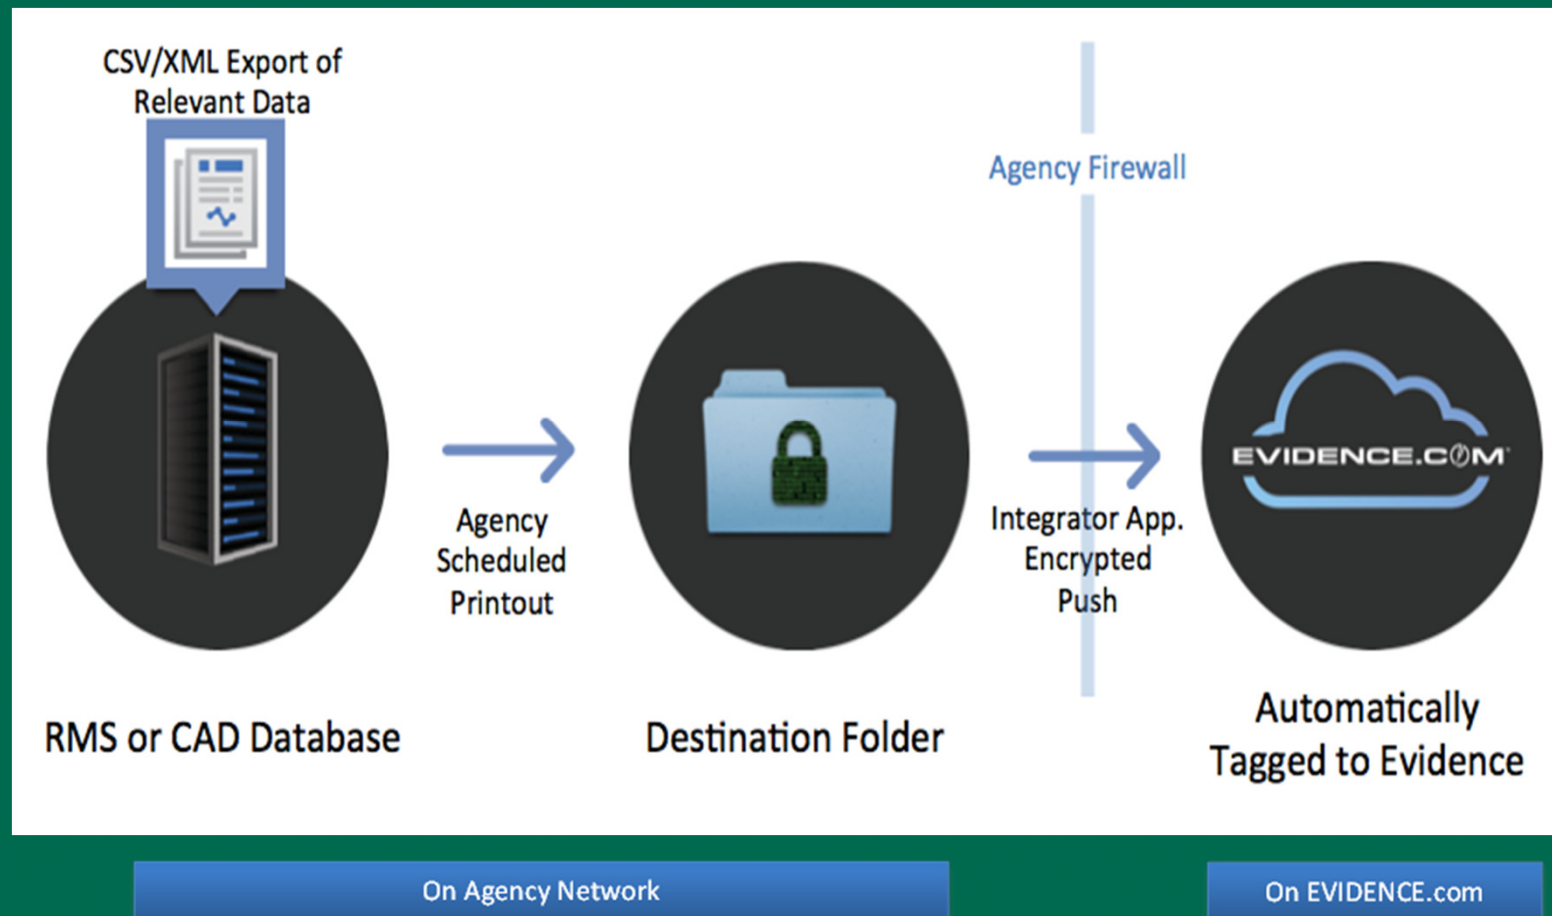 CSV/XML Export of
Relevant Data
Agency Firewall
EVIDENCE.COM
Agency
Scheduled
Printout
Integrator App.
Encrypted
Push
RMS or CAD Database
Destination Folder
Automatically
Tagged to Evidence
On Agency Network
On EVIDENCE.com